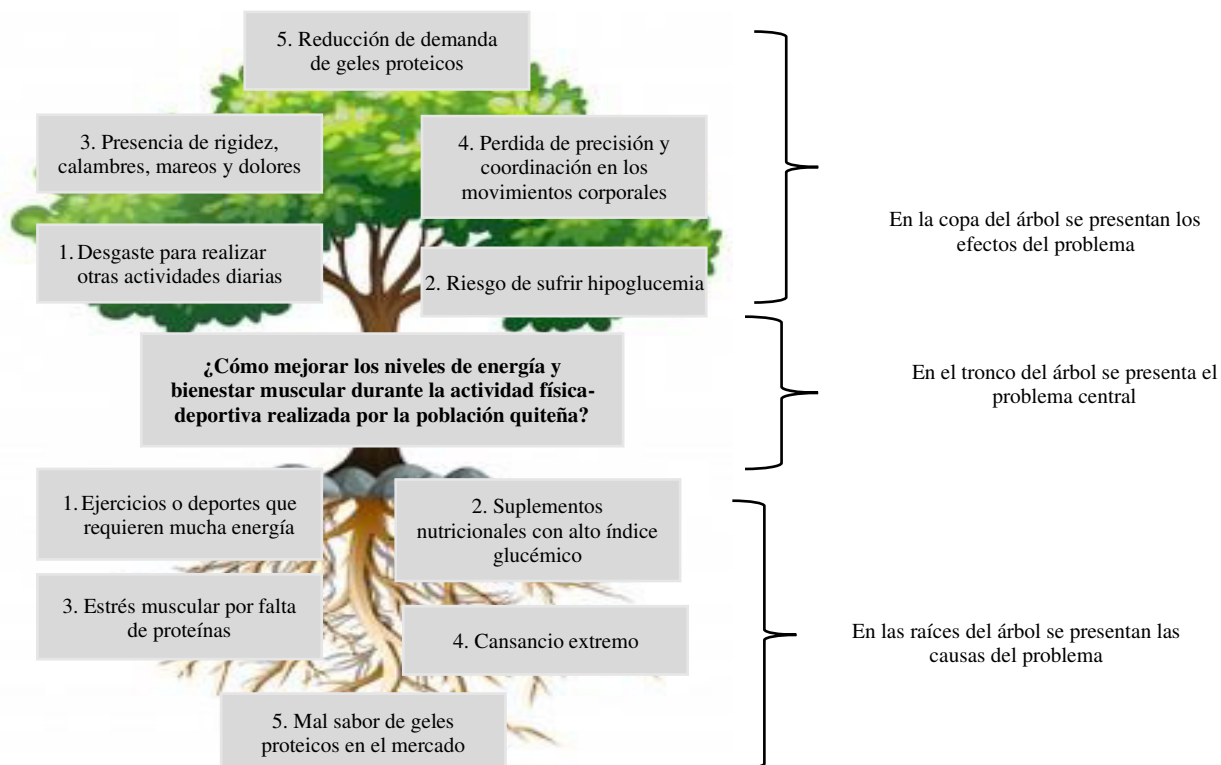 5. Reducción de demanda
de geles proteicos
3. Presencia de rigidez,
calambres, mareos y dolores
4. Perdida de precisión y
coordinación en los
movimientos corporales
1. Desgaste para realizar
otras actividades diarias
2. Riesgo de sufrir hipoglucemia
En la copa del árbol se presentan los
efectos del problema
¿Cómo mejorar los niveles de energía y
bienestar muscular durante la actividad física-
deportiva realizada por la población quiteña?
En el tronco del árbol se presenta el
problema central
1. Ejercicios o deportes que
requieren mucha energía
2. Suplementos
nutricionales con alto índice
glucémico
3. Estrés muscular por falta
de proteínas
4. Cansancio extremo
5. Mal sabor de geles
proteicos en el mercado
En las raíces del árbol se presentan las
causas del problema